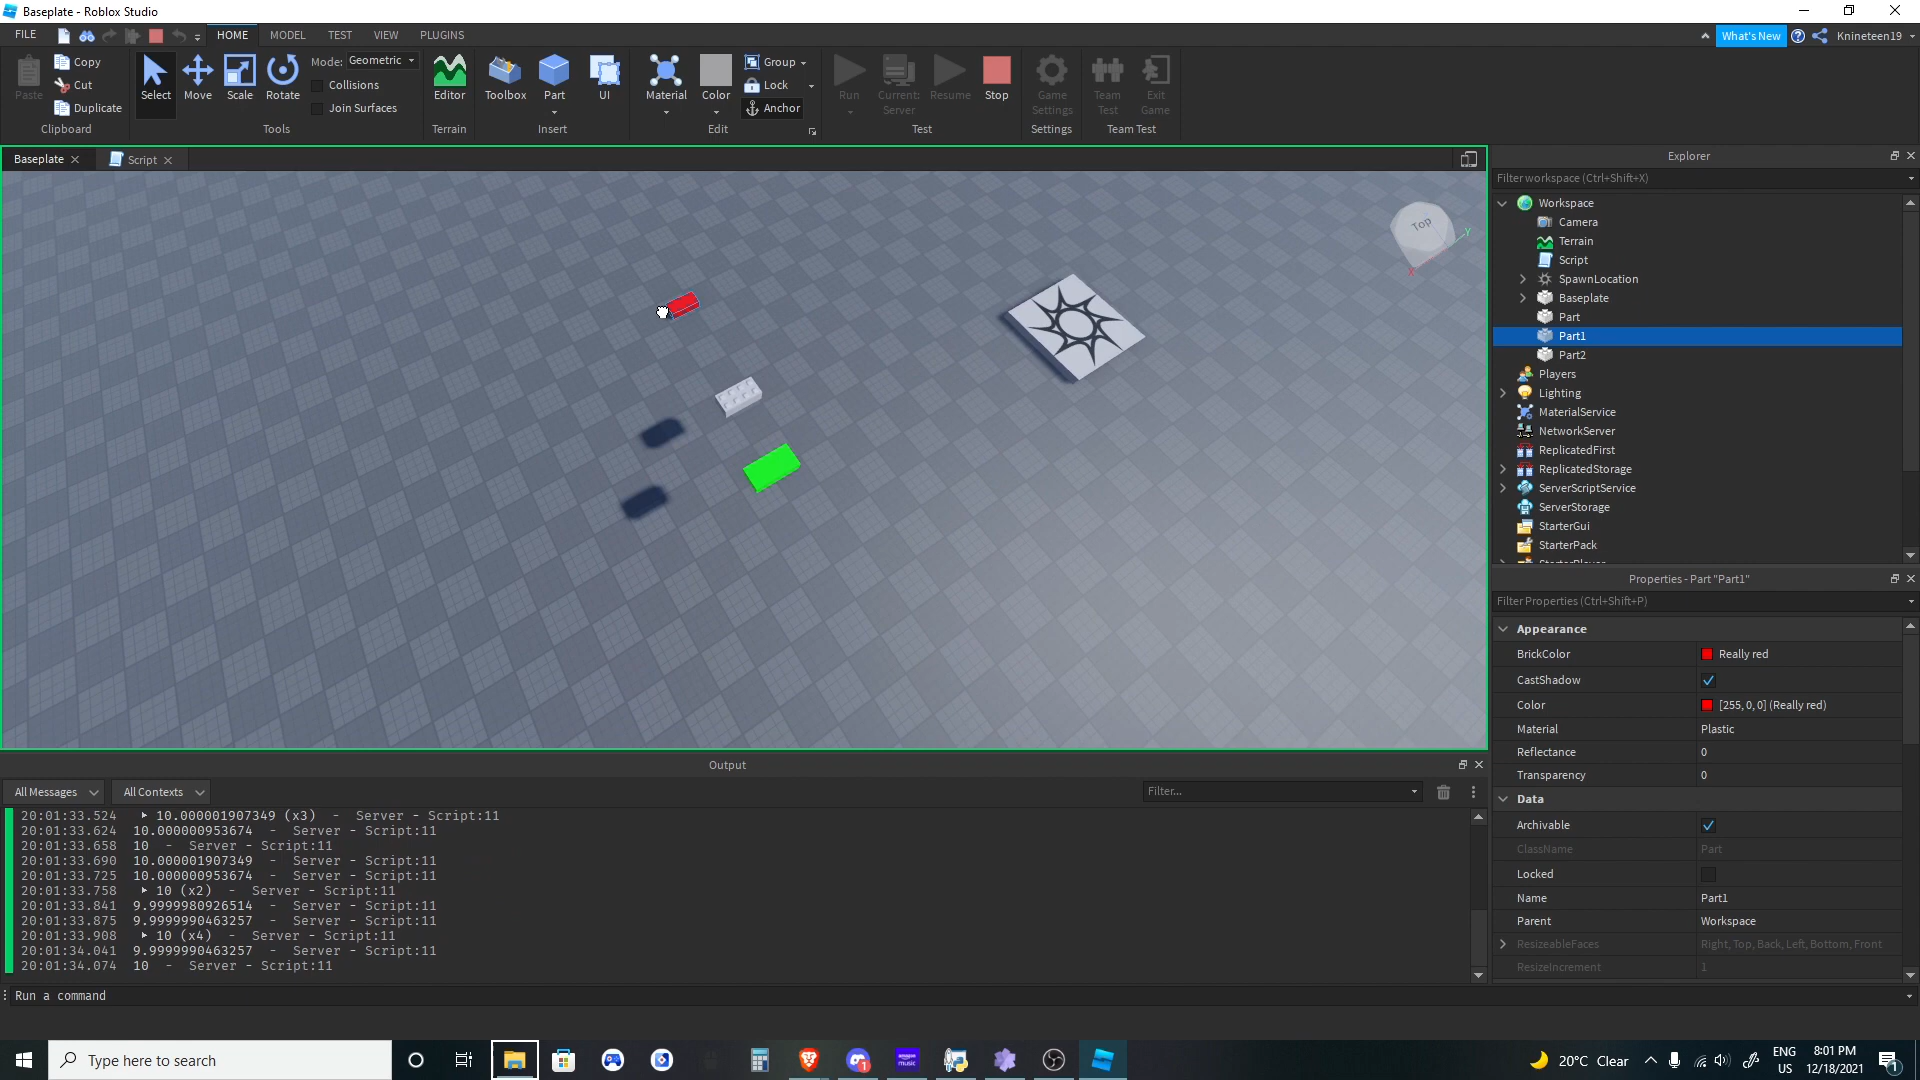 Baseplate - Roblox Studio
FILE
HOME
MODEL
TEST
VIEW
PLUGINS
What's New
Knineteen19
Paste
Copy
Cut
Duplicate
Clipboard
Select
Move
Scale
Rotate
Mode: Geometric
Collisions
Join Surfaces
Tools
Editor
Terrain
Toolbox
Part
UI
Insert
Material
Color
Group
Lock
Anchor
Edit
Run
Current: Server
Resume
Stop
Test
Game Settings
Settings
Team Test
Exit Game
Team Test
Baseplate
Script
Top
Y
X
Explorer
Filter workspace (Ctrl+Shift+X)
Workspace
Camera
Terrain
Script
SpawnLocation
Baseplate
Part
Part1
Part2
Players
Lighting
MaterialService
NetworkServer
ReplicatedFirst
ReplicatedStorage
ServerScriptService
ServerStorage
StarterGui
StarterPack
StarterPlayer
Properties - Part "Part1"
Filter Properties (Ctrl+Shift+P)
Appearance
BrickColor Really red
CastShadow
Color [255, 0, 0] (Really red)
Material Plastic
Reflectance 0
Transparency 0
Data
Archivable
ClassName Part
Locked
Name Part1
Parent Workspace
ResizeableFaces Right, Top, Back, Left, Bottom, Front
ResizeIncrement 1
Output
All Messages
All Contexts
Filter...
20:01:33.524 10.000001907349 (x3) - Server - Script:11
20:01:33.624 10.000000953674 - Server - Script:11
20:01:33.658 10 - Server - Script:11
20:01:33.690 10.000001907349 - Server - Script:11
20:01:33.725 10.000000953674 - Server - Script:11
20:01:33.758 10 (x2) - Server - Script:11
20:01:33.841 9.9999980926514 - Server - Script:11
20:01:33.875 9.9999990463257 - Server - Script:11
20:01:33.908 10 (x4) - Server - Script:11
20:01:34.041 9.9999990463257 - Server - Script:11
20:01:34.074 10 - Server - Script:11
Run a command
Type here to search
1
music
20°C Clear
ENG
US
8:01 PM
12/18/2021
1